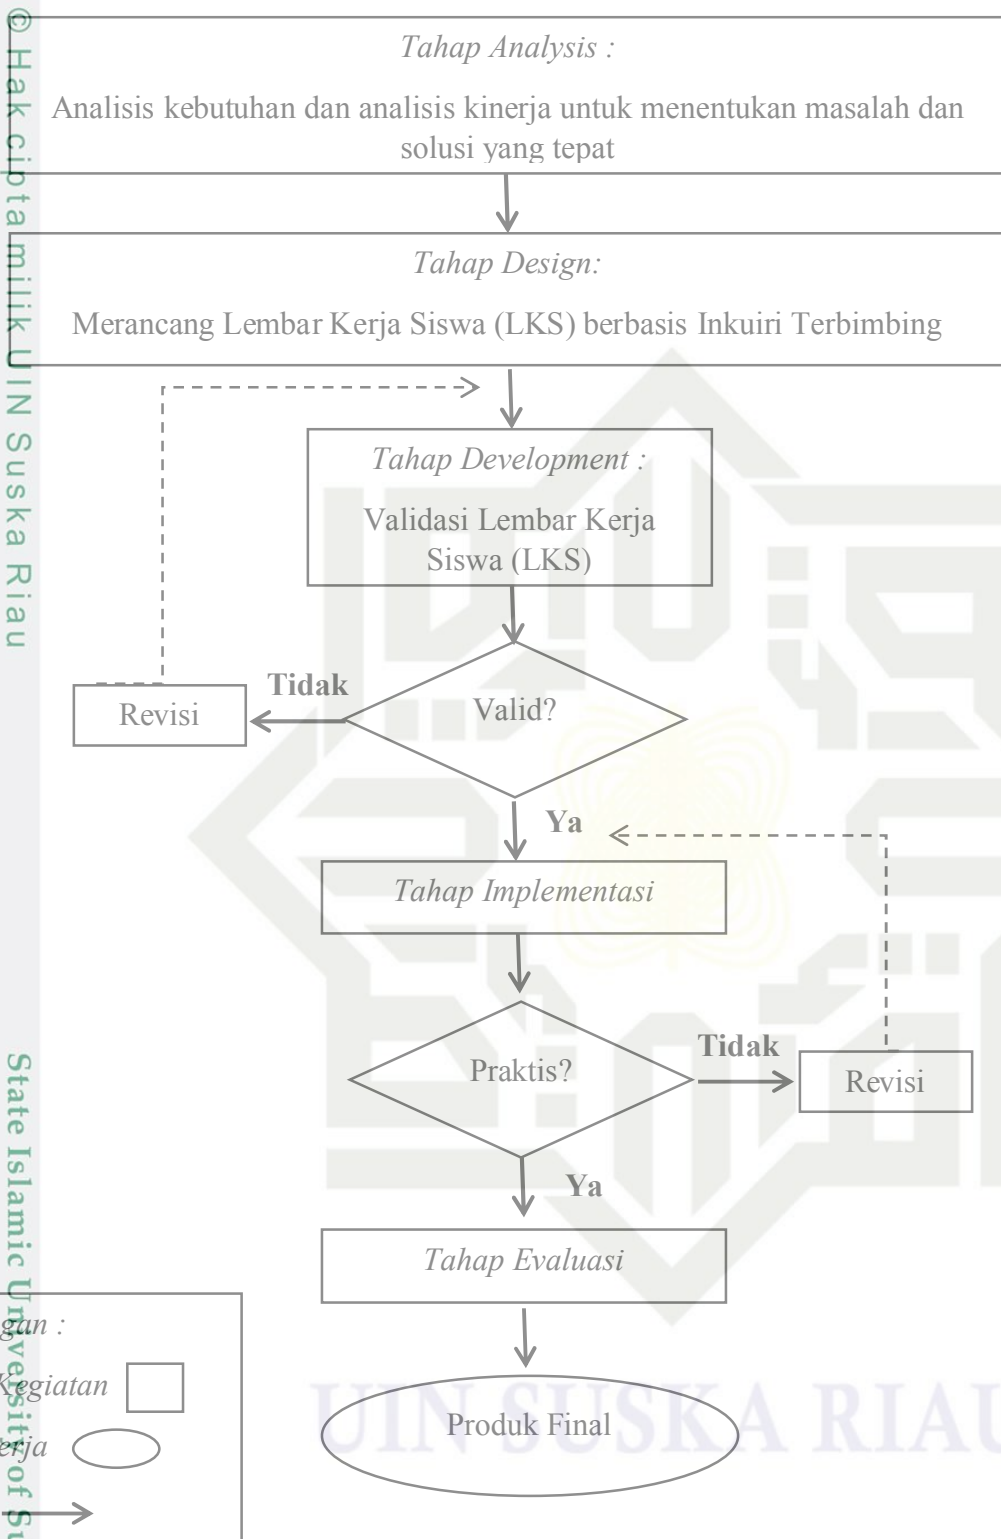 © Hak cipta milik UIN Suska Riau
Tahap Analysis :
Analisis kebutuhan dan analisis kinerja untuk menentukan masalah dan
solusi yang tepat
Tahap Design:
Merancang Lembar Kerja Siswa (LKS) berbasis Inkuiri Terbimbing
Tahap Development :
Validasi Lembar Kerja
Siswa (LKS)
Valid?
Tidak
Revisi
Ya
Tahap Implementasi
Praktis?
Tidak
Revisi
Ya
Tahap Evaluasi
Produk Final
State Islamic University of
gan :
Kegiatan
erja
UIN SUSKA RIAU